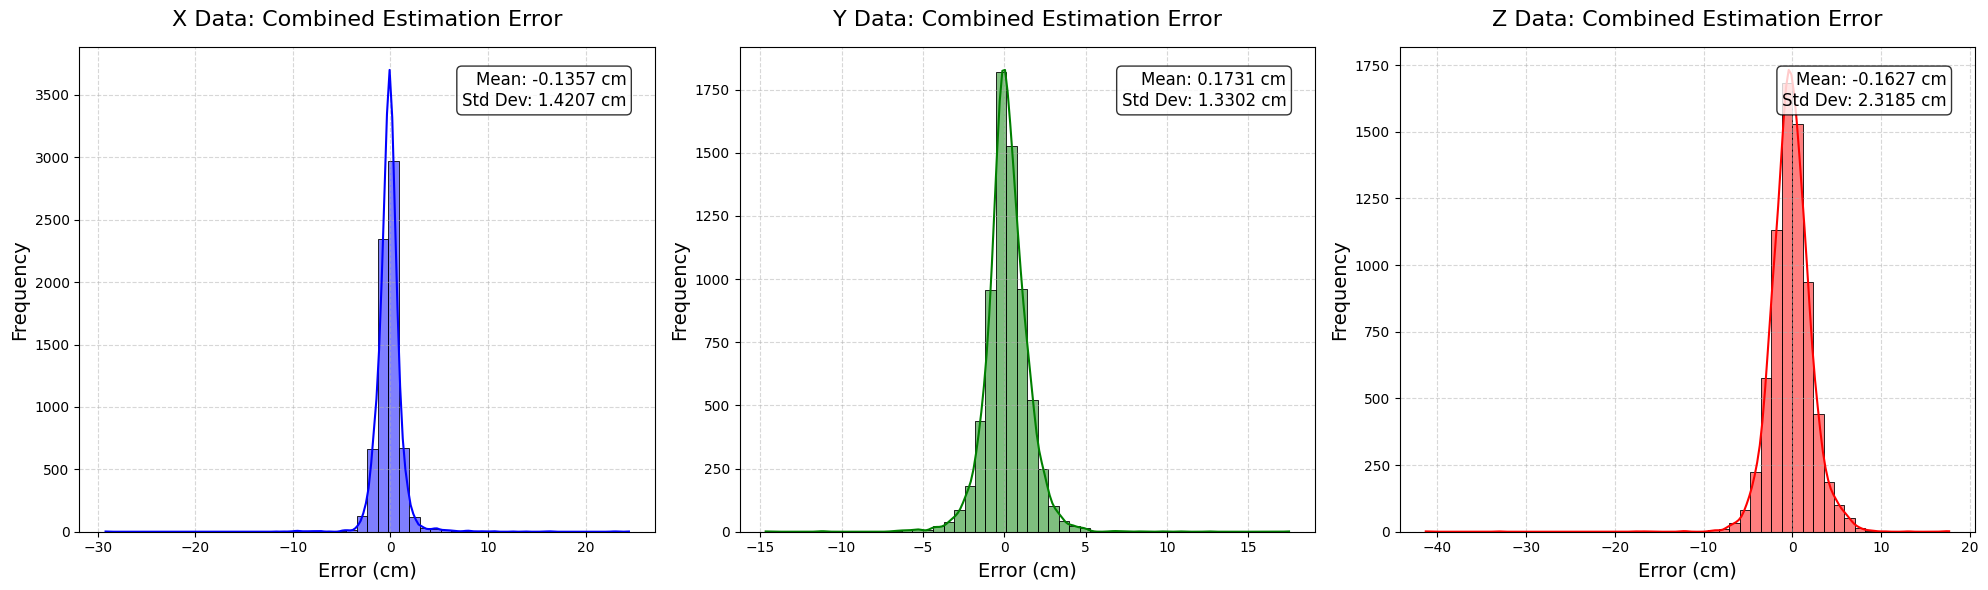 X Data: Combined Estimation Error
Mean: -0.1357 cm
Std Dev: 1.4207 cm
Frequency
3500
3000
2500
2000
1500
1000
500
0
−30
−20
−10
0
10
20
Error (cm)
Y Data: Combined Estimation Error
Mean: 0.1731 cm
Std Dev: 1.3302 cm
Frequency
1750
1500
1250
1000
750
500
250
0
−15
−10
−5
0
5
10
15
Error (cm)
Z Data: Combined Estimation Error
Mean: -0.1627 cm
Std Dev: 2.3185 cm
Frequency
1750
1500
1250
1000
750
500
250
0
−40
−30
−20
−10
0
10
20
Error (cm)